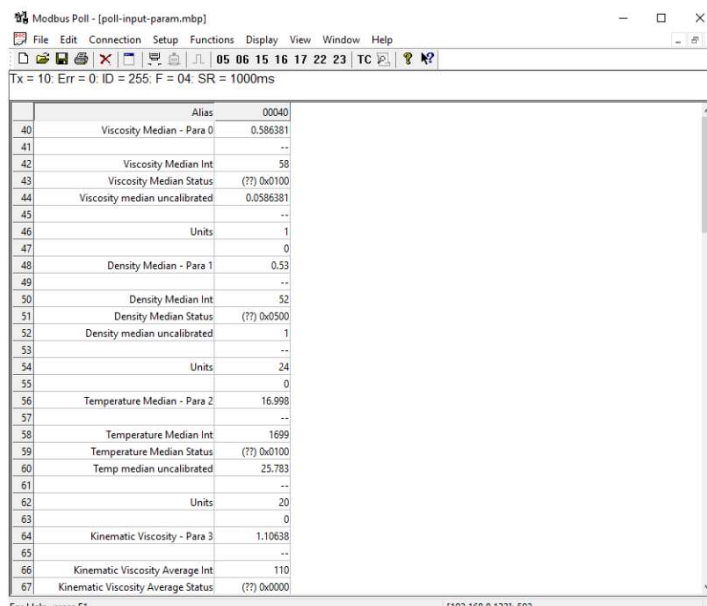 Modbus Poll - [poll-input-param.mbp]
File Edit Connection Setup Functions Display View Window Help
05 06 15 16 17 22 23 TC
Tx = 10: Err = 0: ID = 255: F = 04: SR = 1000ms
Alias 00040
40 Viscosity Median - Para 0 0.586381
41 --
42 Viscosity Median Int 58
43 Viscosity Median Status (??) 0x0100
44 Viscosity median uncalibrated 0.0586381
45 --
46 Units 1
47 0
48 Density Median - Para 1 0.53
49 --
50 Density Median Int 52
51 Density Median Status (??) 0x0500
52 Density median uncalibrated 1
53 --
54 Units 24
55 0
56 Temperature Median - Para 2 16.998
57 --
58 Temperature Median Int 1699
59 Temperature Median Status (??) 0x0100
60 Temp median uncalibrated 25.783
61 --
62 Units 20
63 0
64 Kinematic Viscosity - Para 3 1.10638
65 --
66 Kinematic Viscosity Average Int 110
67 Kinematic Viscosity Average Status (??) 0x0000
For Help, press F1.